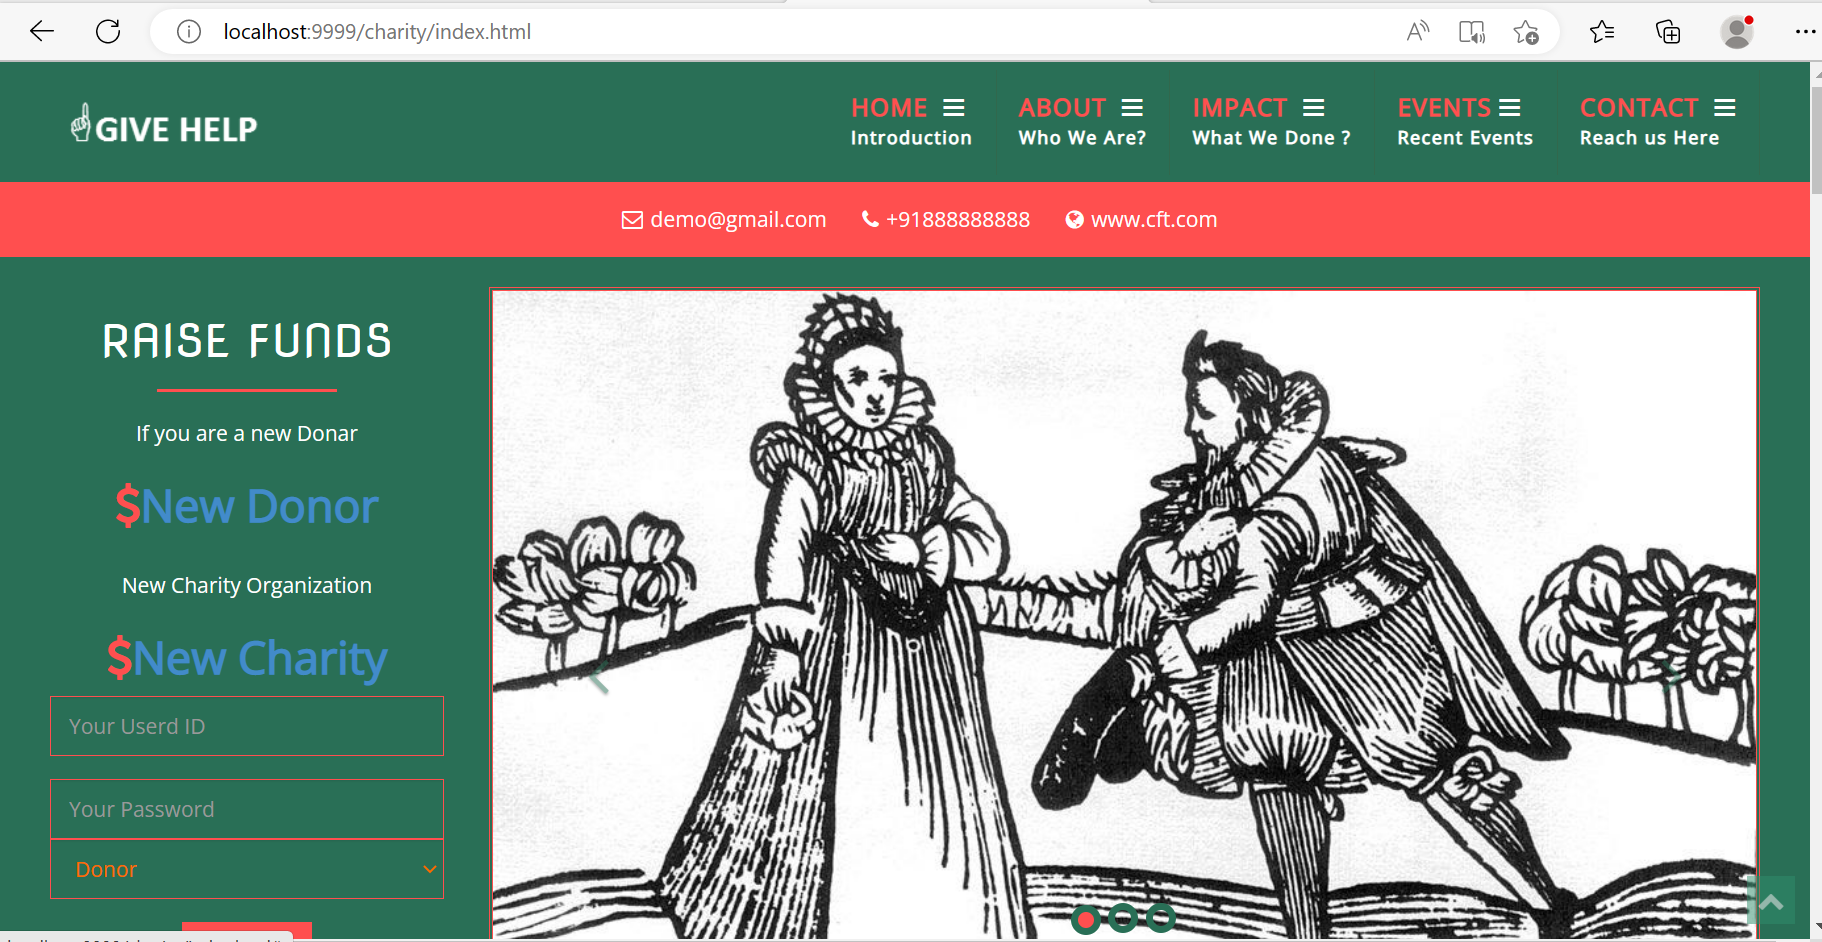 localhost:9999/charity/index.html
GIVE HELP
HOME ABOUT IMPACT EVENTS CONTACT
Introduction Who We Are? What We Done ? Recent Events Reach us Here
demo@gmail.com +91888888888 www.cft.com
RAISE FUNDS
If you are a new Donar
$New Donor
New Charity Organization
$New Charity
Your Userd ID
Your Password
Donor